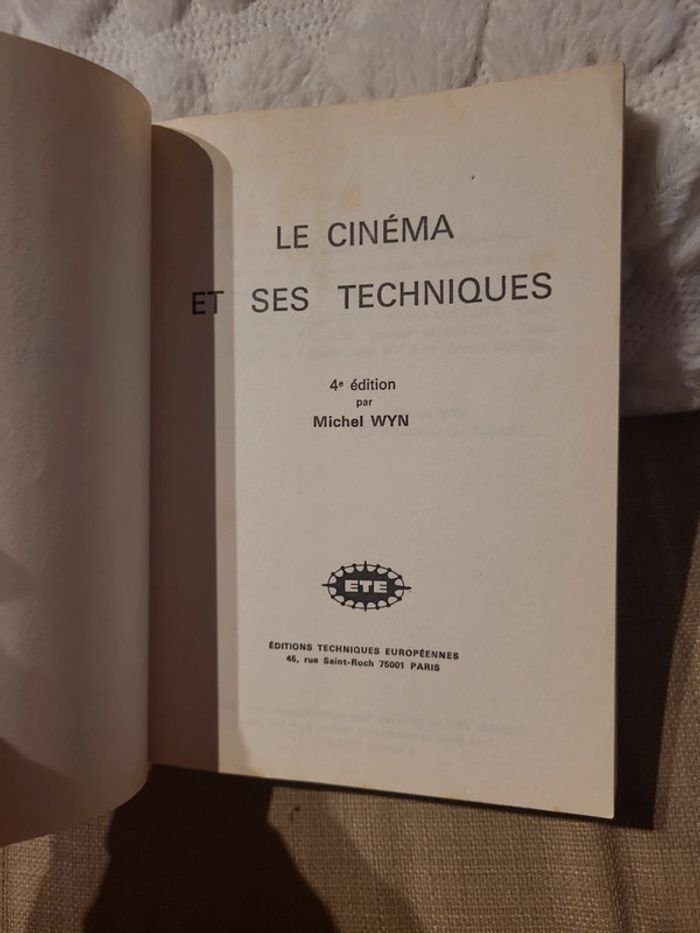 LE CINÉMA
ET SES TECHNIQUES
4e édition
par
Michel WYN
ETE
ÉDITIONS TECHNIQUES EUROPÉENNES
45, rue Saint-Roch 75001 PARIS